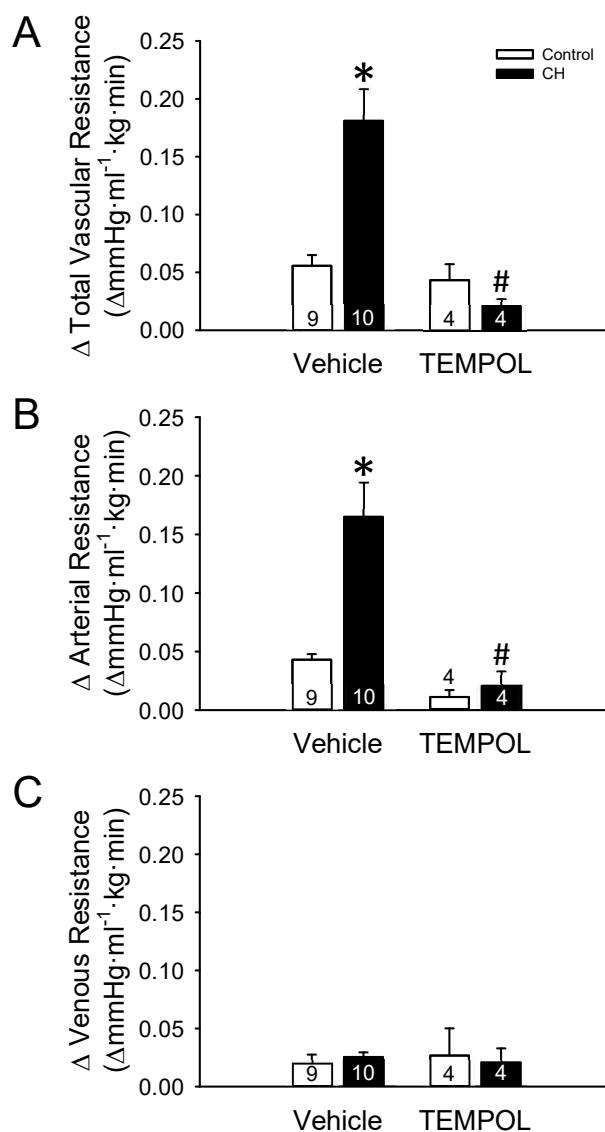 A
Δ Total Vascular Resistance
(ΔmmHg·ml⁻¹·kg·min)
0.25
0.20
0.15
0.10
0.05
0.00
Control
CH
*
#
9
10
4
4
Vehicle
TEMPOL
B
Δ Arterial Resistance
(ΔmmHg·ml⁻¹·kg·min)
0.25
0.20
0.15
0.10
0.05
0.00
*
#
9
10
4
4
Vehicle
TEMPOL
C
Δ Venous Resistance
(ΔmmHg·ml⁻¹·kg·min)
0.25
0.20
0.15
0.10
0.05
0.00
9
10
4
4
Vehicle
TEMPOL